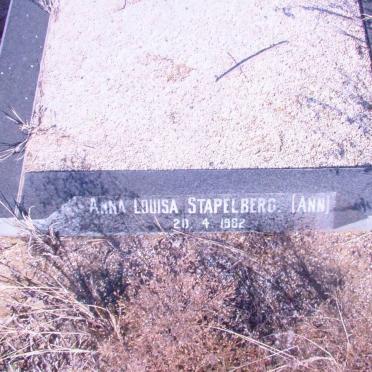 ANNA LOUISA STAPELBERG. (ANN)
20. 4. 1982